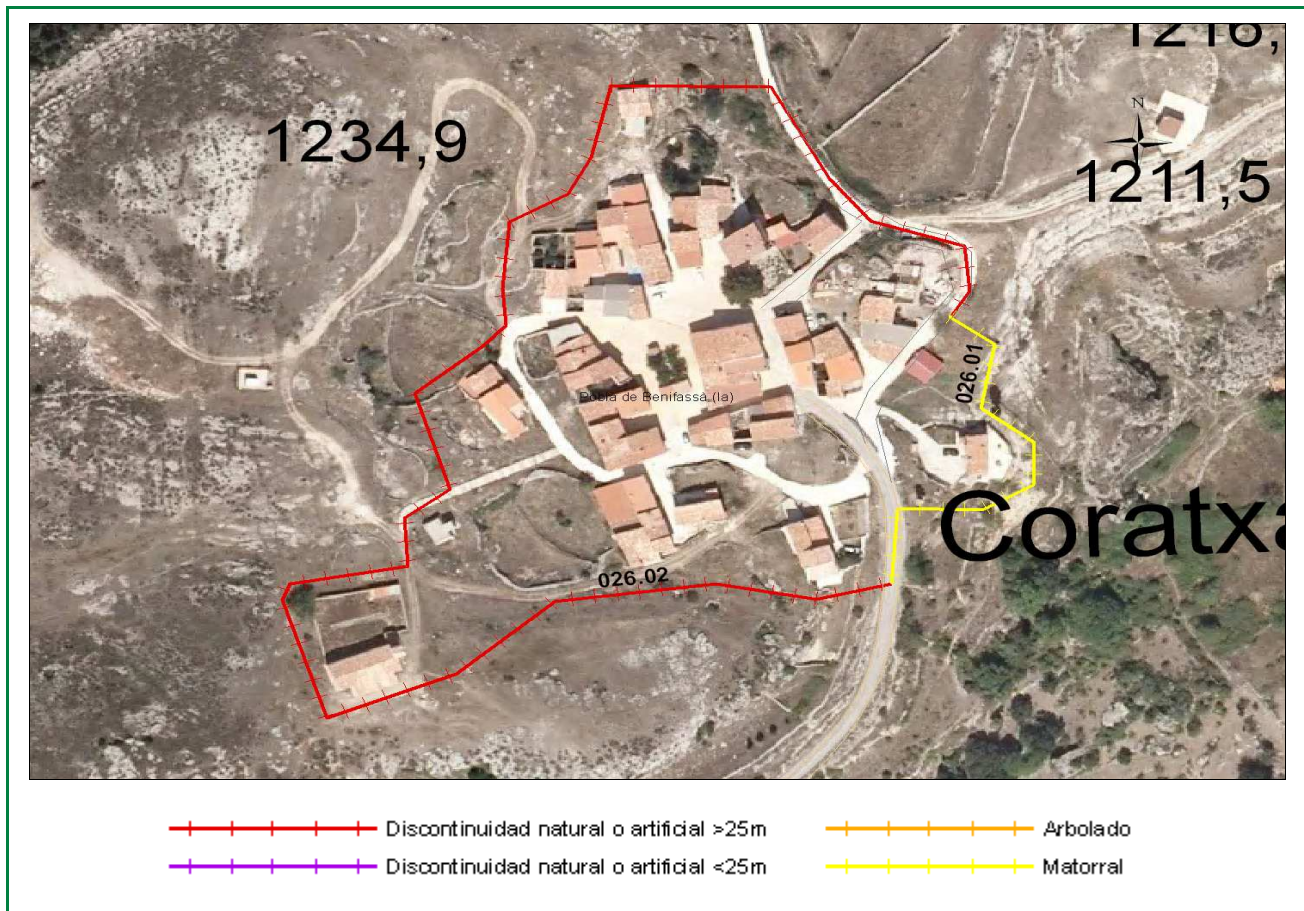 1216,
N
1234,9
1211,5
026.01
Pobla de Benifassà (la)
Coratxa
026.02
Discontinuidad natural o artificial >25m
Arbolado
Discontinuidad natural o artificial <25m
Matorral